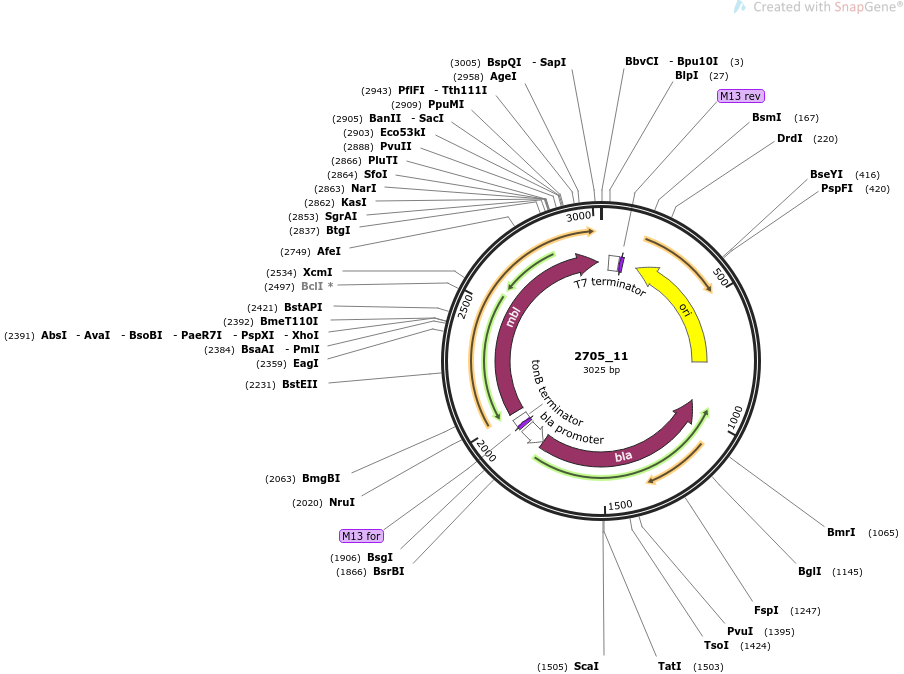 Created with SnapGene®
(3005) BspQI - SapI
(2958) AgeI
(2943) PflFI - Tth111I
(2909) PpuMI
(2905) BanII - SacI
(2903) Eco53kI
(2888) PvuII
(2866) PluTI
(2864) SfoI
(2863) NarI
(2862) KasI
(2853) SgrAI
(2837) BtgI
(2749) AfeI
(2534) XcmI
(2497) BclI *
(2421) BstAPI
(2392) BmeT110I
(2391) AbsI - AvaI - BsoBI - PaeR7I - PspXI - XhoI
(2384) BsaAI - PmlI
(2359) EagI
(2231) BstEII
(2063) BmgBI
(2020) NruI
M13 for
(1906) BsgI
(1866) BsrBI
(1505) ScaI
BbvCI - Bpu10I (3)
BlpI (27)
M13 rev
BsmI (167)
DrdI (220)
BseYI (416)
PspFI (420)
BmrI (1065)
BglI (1145)
FspI (1247)
PvuI (1395)
TsoI (1424)
TatI (1503)
3000
500
1000
1500
2000
2500
T7 terminator
ori
mbl
tonB terminator
bla promoter
bla
2705_11
3025 bp